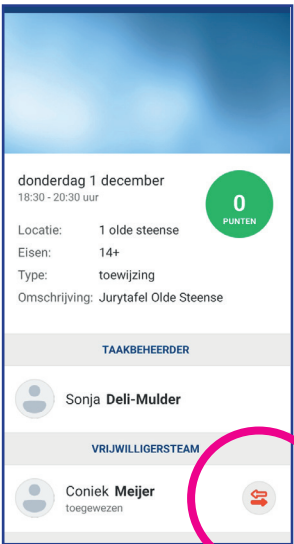 donderdag 1 december
18:30 - 20:30 uur
0
PUNTEN
Locatie: 1 olde steense
Eisen: 14+
Type: toewijzing
Omschrijving: Jurytafel Olde Steense
TAAKBEHEERDER
Sonja Deli-Mulder
VRIJWILLIGERSTEAM
Coniek Meijer
toegewezen